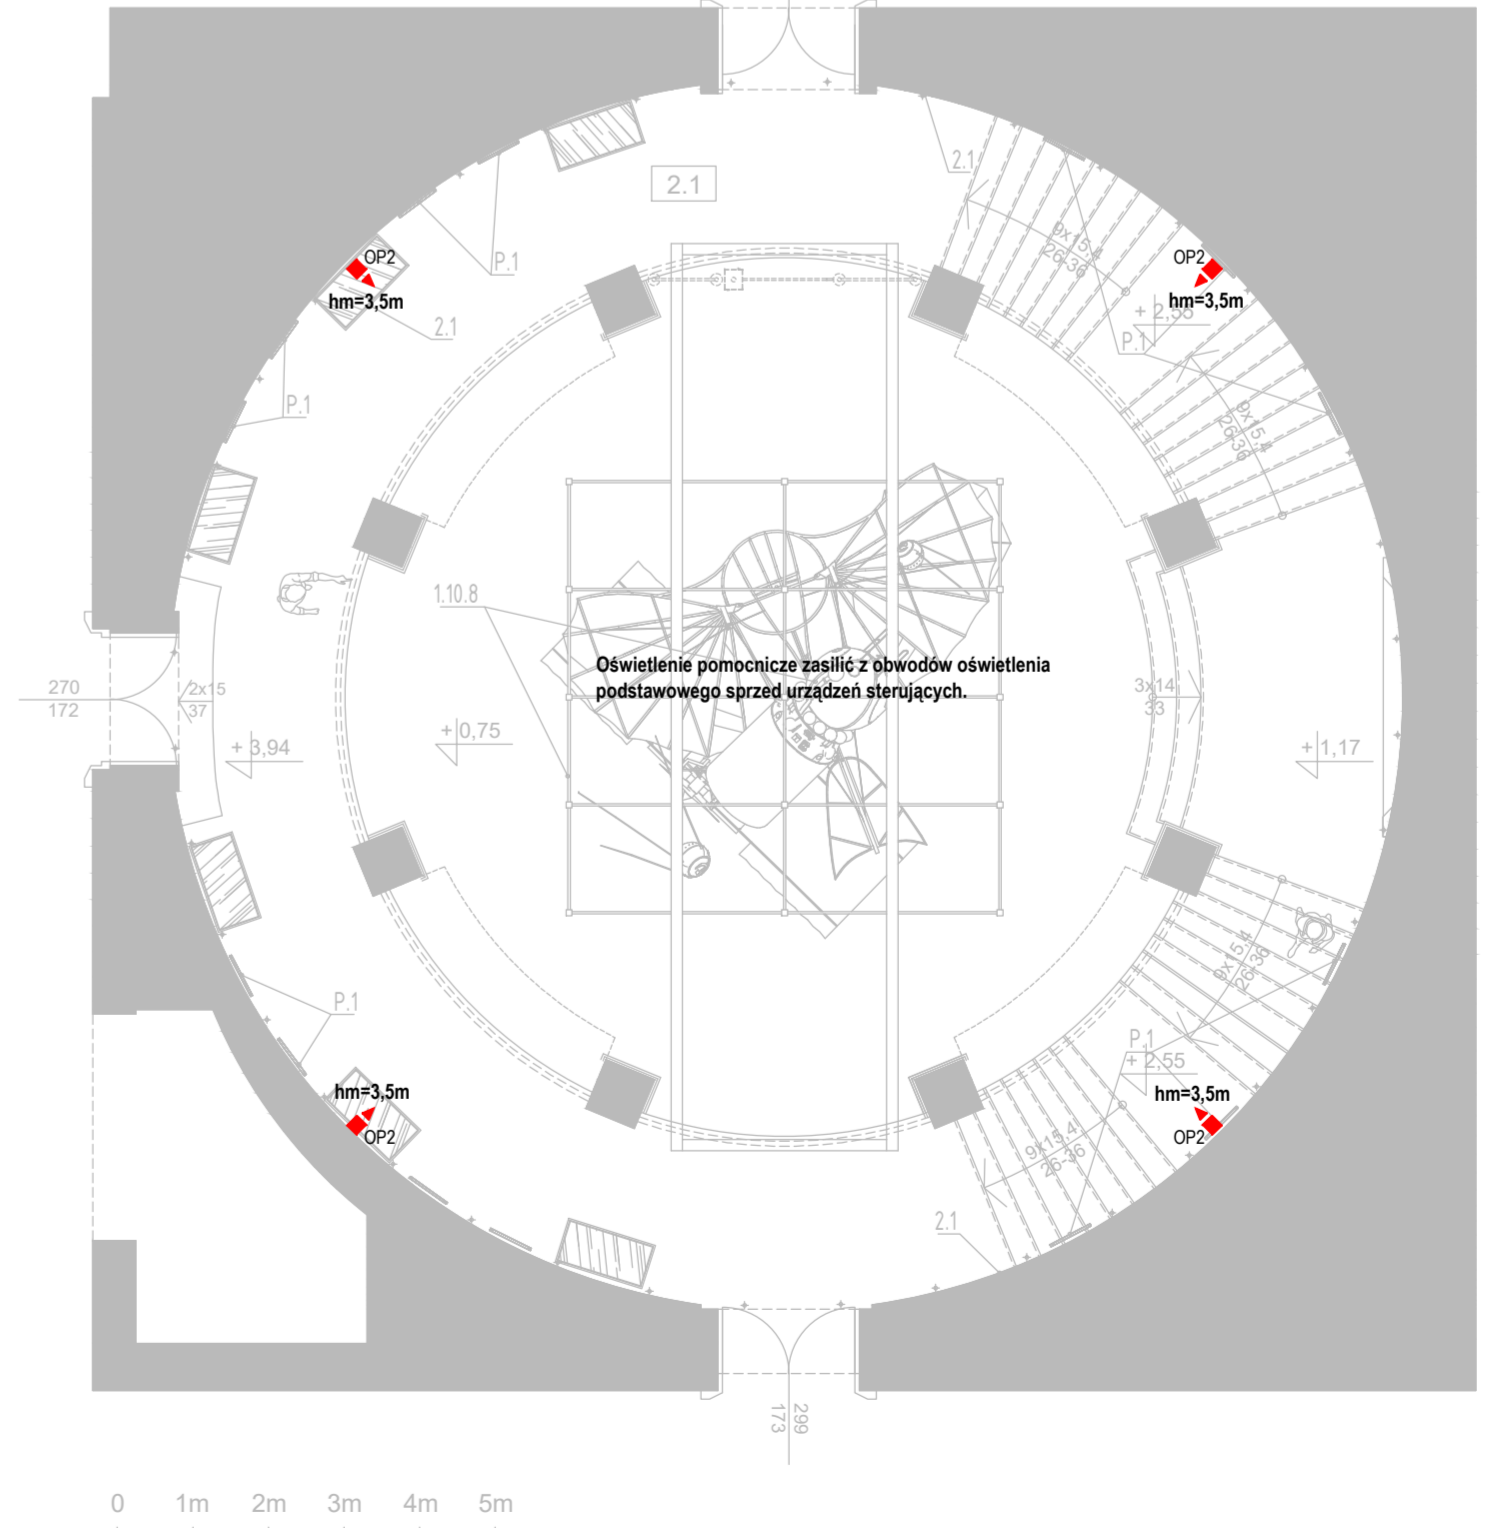 2.1
2.1
OP2
hm=3,5m
P.1
2.1
OP2
hm=3,5m
9x15,4
26-36
+ 2,55
P.1
P.1
9x15,4
26-36
1.10.8
Oświetlenie pomocnicze zasilić z obwodów oświetlenia
podstawowego sprzed urządzeń sterujących.
270
172
2x15
37
3x14
33
+ 3,94
+ 0,75
+ 1,17
9x15,4
26-36
P.1
P.1
+ 2,55
hm=3,5m
OP2
hm=3,5m
OP2
9x15,4
26-36
2.1
299
173
0 1m 2m 3m 4m 5m